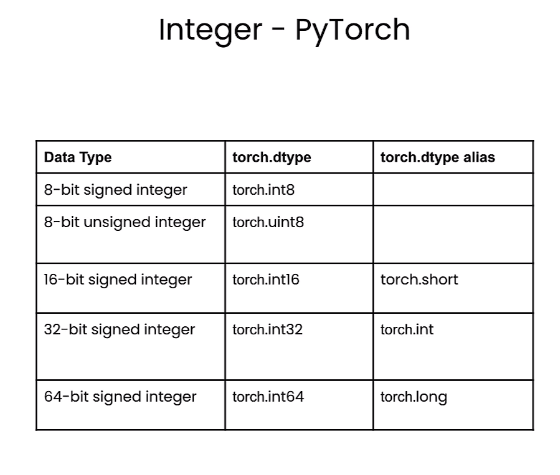 Integer - PyTorch
Data Type torch.dtype torch.dtype alias
8-bit signed integer torch.int8
8-bit unsigned integer torch.uint8
16-bit signed integer torch.int16 torch.short
32-bit signed integer torch.int32 torch.int
64-bit signed integer torch.int64 torch.long